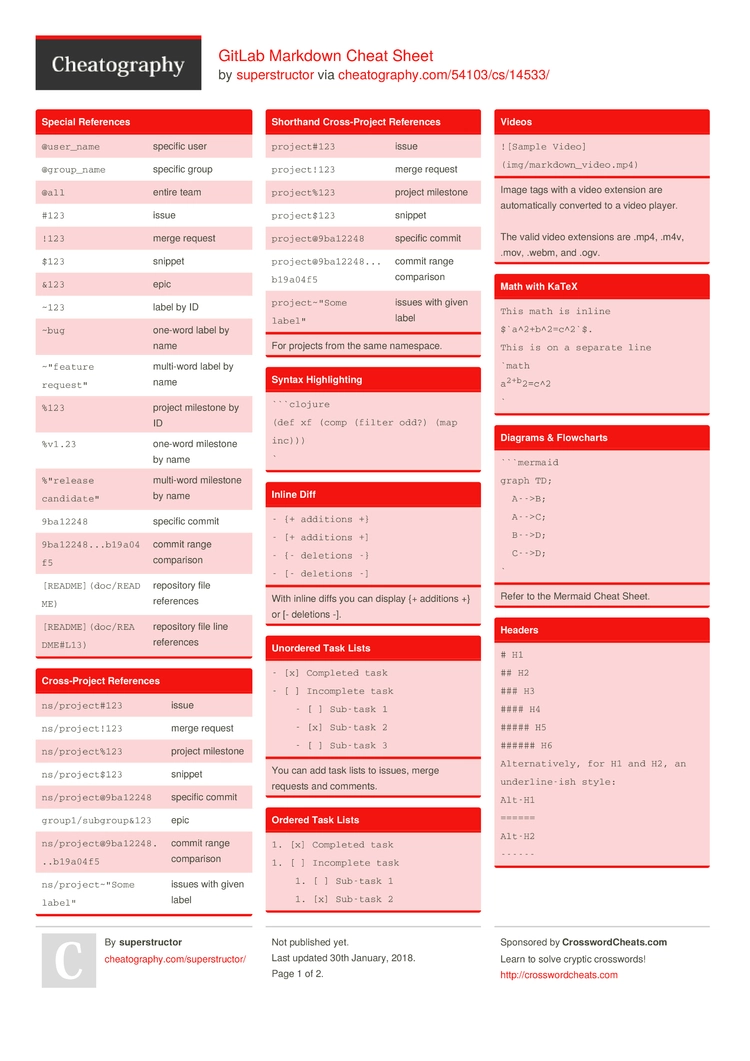 Cheatography
GitLab Markdown Cheat Sheet
by superstructor via cheatography.com/54103/cs/14533/
Special References
@user_name specific user
@group_name specific group
@all entire team
#123 issue
!123 merge request
$123 snippet
&123 epic
~123 label by ID
~bug one-word label by
name
~"feature multi-word label by
request" name
%123 project milestone by
ID
%v1.23 one-word milestone
by name
%"release multi-word milestone
candidate" by name
9ba12248 specific commit
9ba12248...b19a04 commit range
f5 comparison
[README](doc/READ repository file
ME) references
[README](doc/REA repository file line
DME#L13) references
Cross-Project References
ns/project#123 issue
ns/project!123 merge request
ns/project%123 project milestone
ns/project$123 snippet
ns/project@9ba12248 specific commit
group1/subgroup&123 epic
ns/project@9ba12248. commit range
..b19a04f5 comparison
ns/project~"Some issues with given
label" label
Shorthand Cross-Project References
project#123 issue
project!123 merge request
project%123 project milestone
project$123 snippet
project@9ba12248 specific commit
project@9ba12248... commit range
b19a04f5 comparison
project~"Some issues with given
label" label
For projects from the same namespace.
Syntax Highlighting
```clojure
(def xf (comp (filter odd?) (map
inc)))
`
Inline Diff
- {+ additions +}
- [+ additions +]
- {- deletions -}
- [- deletions -]
With inline diffs you can display {+ additions +}
or [- deletions -].
Unordered Task Lists
- [x] Completed task
- [ ] Incomplete task
- [ ] Sub-task 1
- [x] Sub-task 2
- [ ] Sub-task 3
You can add task lists to issues, merge
requests and comments.
Ordered Task Lists
1. [x] Completed task
1. [ ] Incomplete task
1. [ ] Sub-task 1
1. [x] Sub-task 2
Videos
![Sample Video]
(img/markdown_video.mp4)
Image tags with a video extension are
automatically converted to a video player.
The valid video extensions are .mp4, .m4v,
.mov, .webm, and .ogv.
Math with KaTeX
This math is inline
$`a^2+b^2=c^2`$.
This is on a separate line
`math
a2+b2=c^2
`
Diagrams & Flowcharts
```mermaid
graph TD;
A-->B;
A-->C;
B-->D;
C-->D;
`
Refer to the Mermaid Cheat Sheet.
Headers
# H1
## H2
### H3
#### H4
##### H5
###### H6
Alternatively, for H1 and H2, an
underline-ish style:
Alt-H1
======
Alt-H2
------
C
By superstructor
cheatography.com/superstructor/
Not published yet.
Last updated 30th January, 2018.
Page 1 of 2.
Sponsored by CrosswordCheats.com
Learn to solve cryptic crosswords!
http://crosswordcheats.com